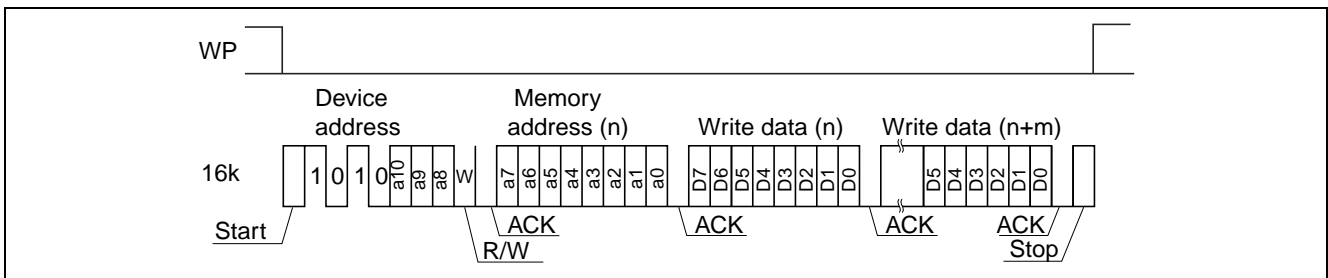 WP
Device Memory
address address (n) Write data (n) Write data (n+m)
16k 1 0 1 0 a10 a9 a8 W a7 a6 a5 a4 a3 a2 a1 a0 D7 D6 D5 D4 D3 D2 D1 D0 D5 D4 D3 D2 D1 D0
Start ACK ACK ACK ACK
R/W Stop